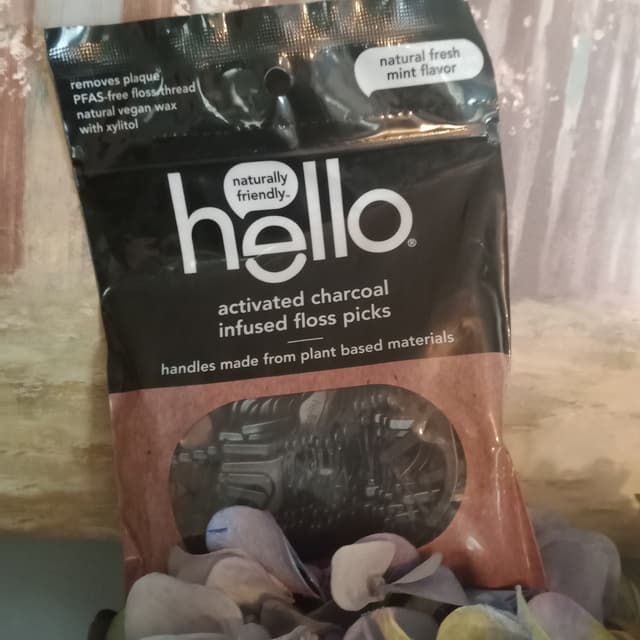 removes plaque
PFAS-free floss thread
natural vegan wax
with xylitol
natural fresh
mint flavor
naturally
friendly™
hello®
activated charcoal
infused floss picks
handles made from plant based materials